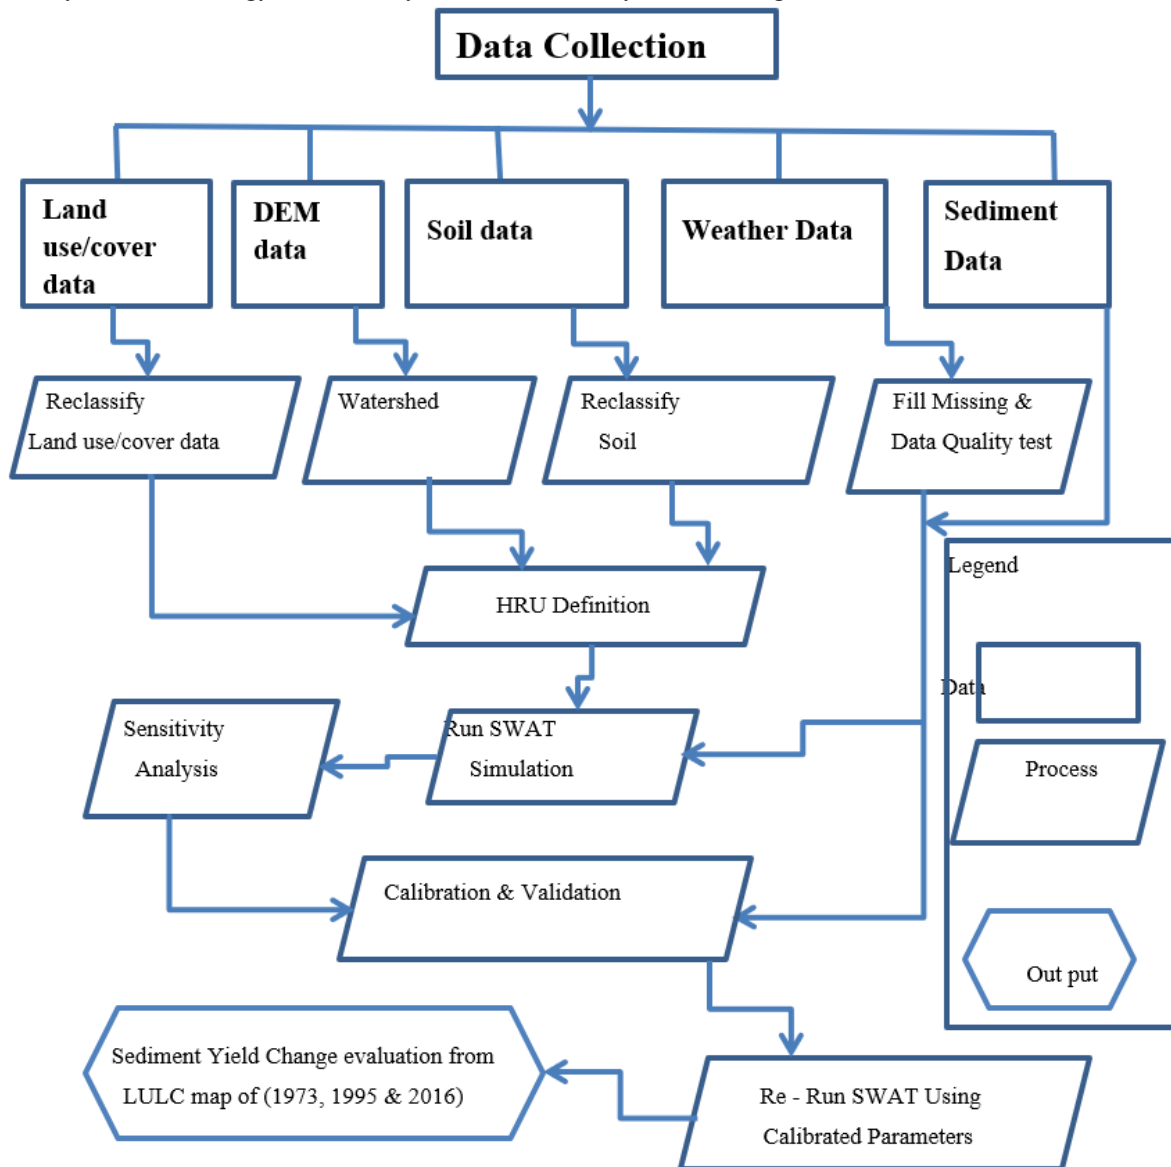 Data Collection
Land
use/cover
data
DEM
data
Soil data
Weather Data
Sediment
Data
Reclassify
Land use/cover data
Watershed
Reclassify
Soil
Fill Missing &
Data Quality test
HRU Definition
Legend
Data
Process
Out put
Sensitivity
Analysis
Run SWAT
Simulation
Calibration & Validation
Sediment Yield Change evaluation from
LULC map of (1973, 1995 & 2016)
Re - Run SWAT Using
Calibrated Parameters